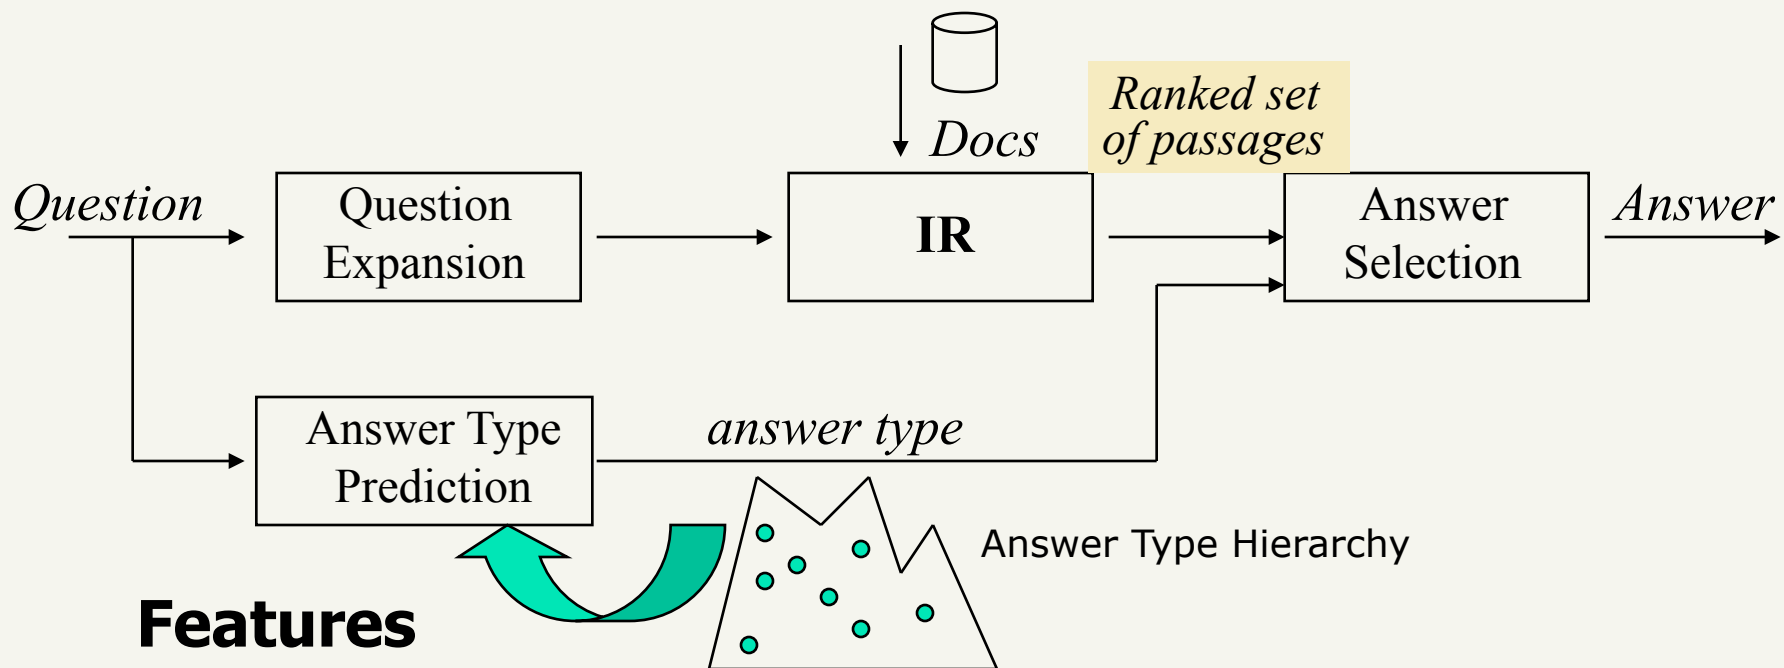 Docs
Ranked set
of passages
Question
Question
Expansion
IR
Answer
Selection
Answer
Answer Type
Prediction
answer type
Answer Type Hierarchy
Features